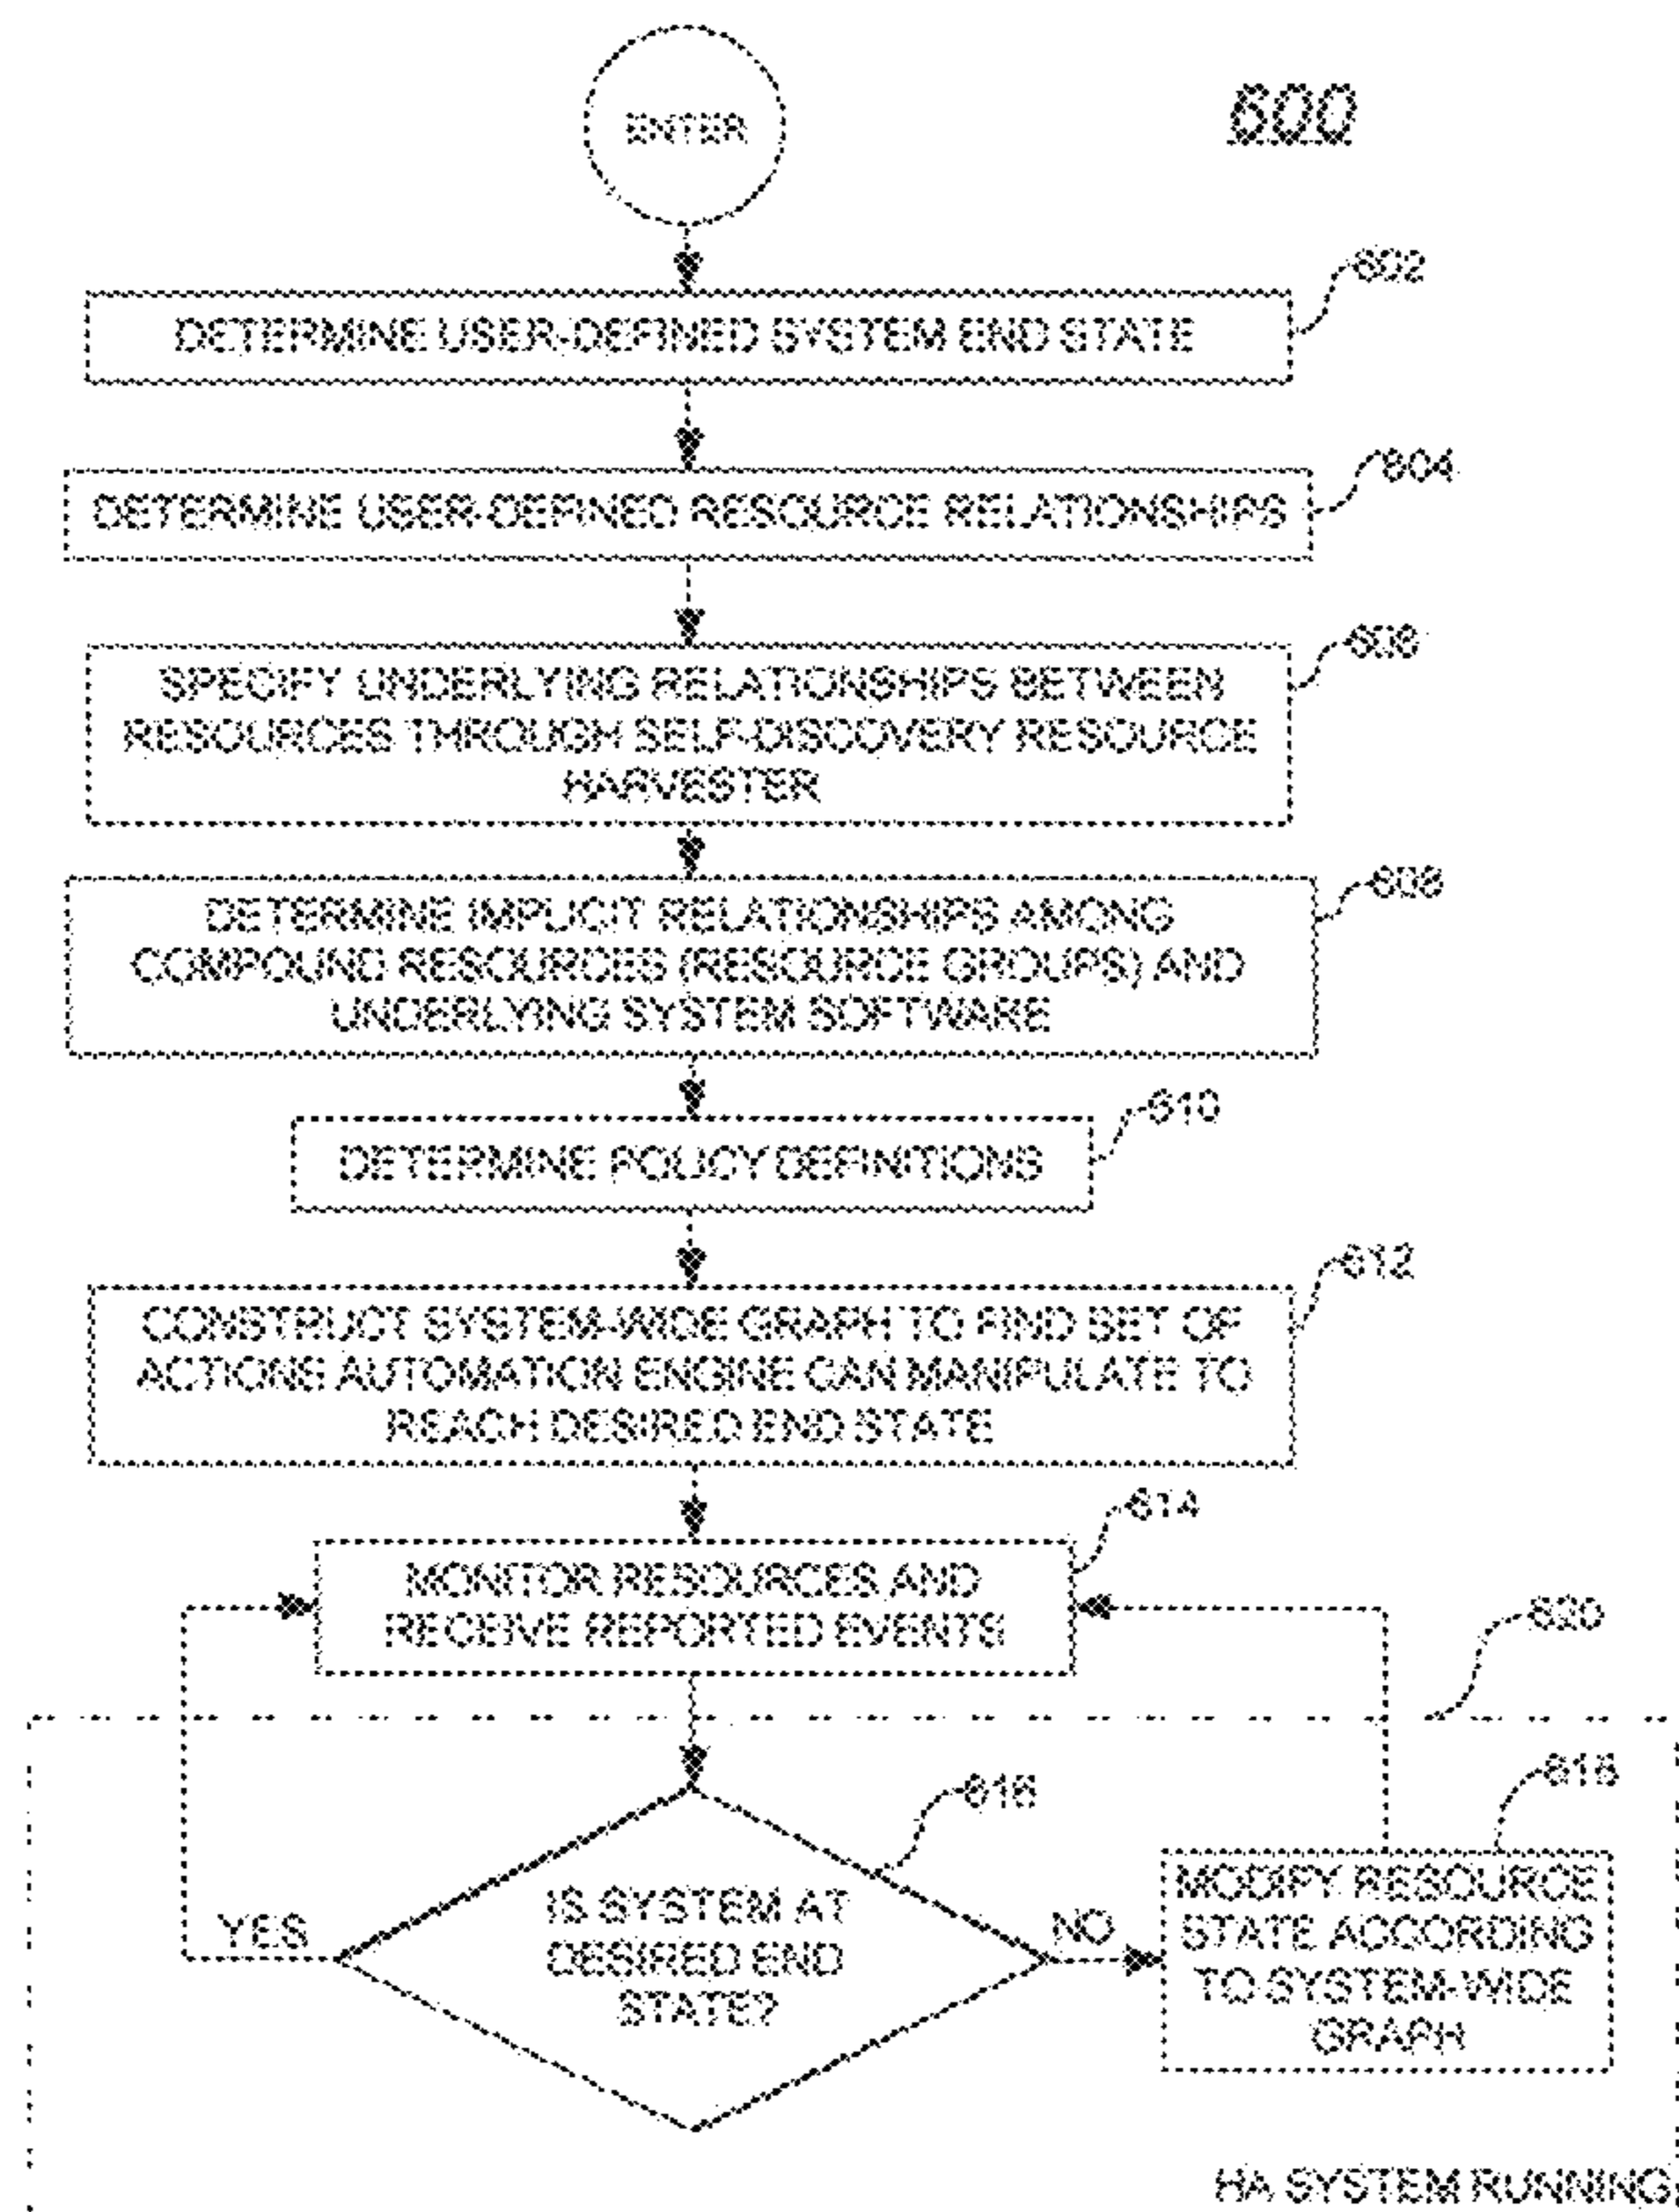 ENTER
600
602
DETERMINE USER-DEFINED SYSTEM END STATE
604
DETERMINE USER-DEFINED RESOURCE RELATIONSHIPS
606
SPECIFY UNDERLYING RELATIONSHIPS BETWEEN
RESOURCES THROUGH SELF-DISCOVERY RESOURCE
HARVESTER
608
DETERMINE IMPLICIT RELATIONSHIPS AMONG
COMPOUND RESOURCES (RESOURCE GROUPS) AND
UNDERLYING SYSTEM SOFTWARE
610
DETERMINE POLICY DEFINITIONS
612
CONSTRUCT SYSTEM-WIDE GRAPH TO FIND SET OF
ACTIONS AUTOMATION ENGINE CAN MANIPULATE TO
REACH DESIRED END STATE
614
MONITOR RESOURCES AND
RECEIVE REPORTED EVENTS
620
616
618
IS SYSTEM AT
DESIRED END
STATE?
YES
NO
MODIFY RESOURCE
STATE ACCORDING
TO SYSTEM-WIDE
GRAPH
HA SYSTEM RUNNING